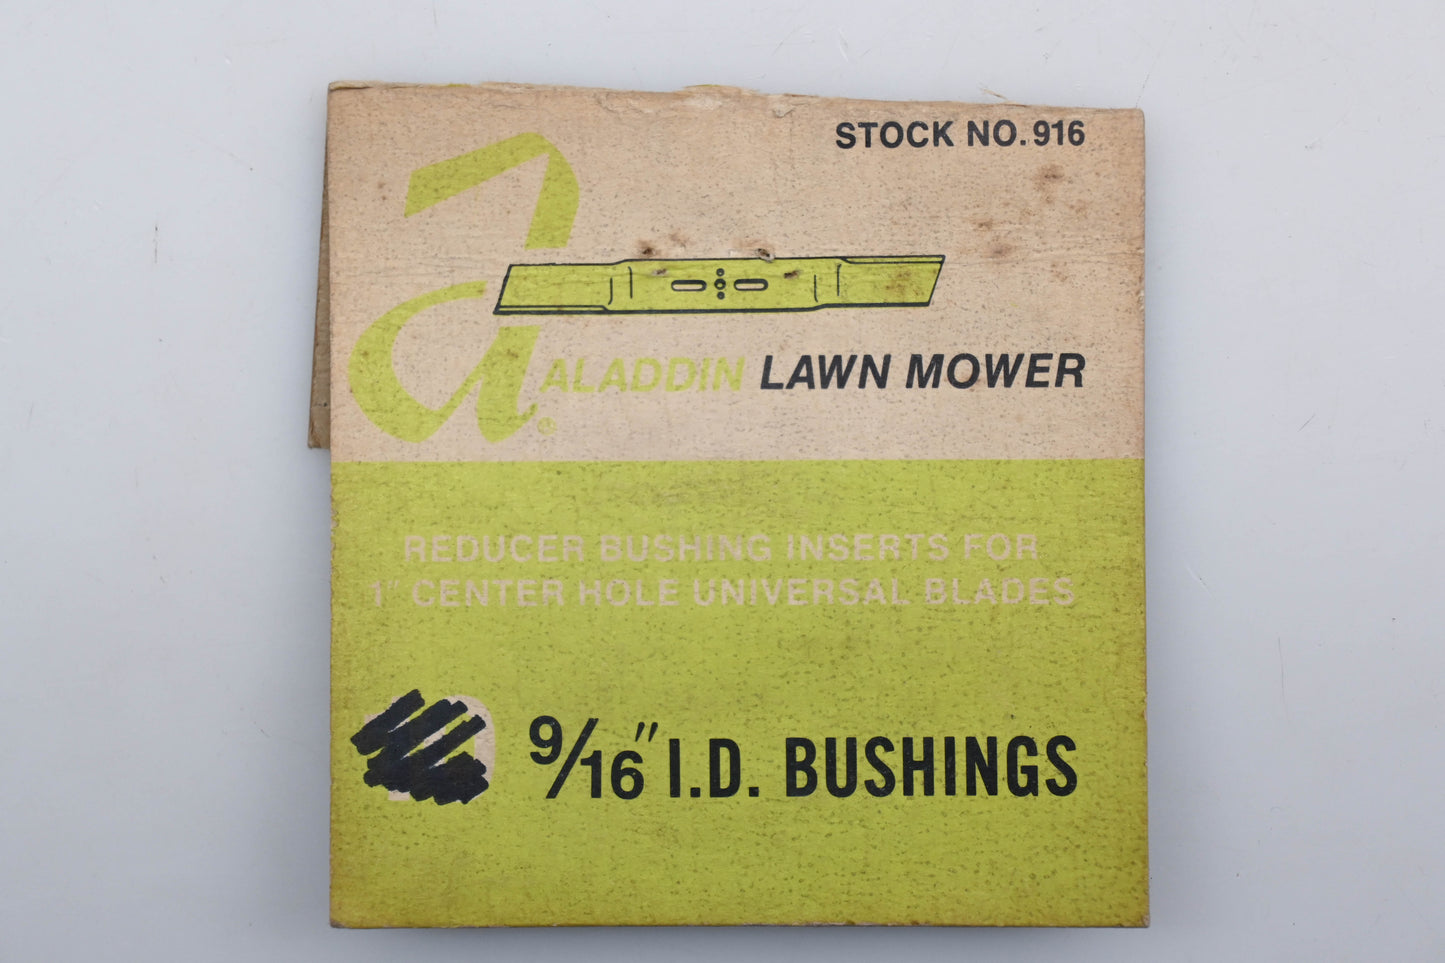 STOCK NO. 916
ALADDIN LAWN MOWER
REDUCER BUSHING INSERTS FOR
1" CENTER HOLE UNIVERSAL BLADES
9/16" I.D. BUSHINGS